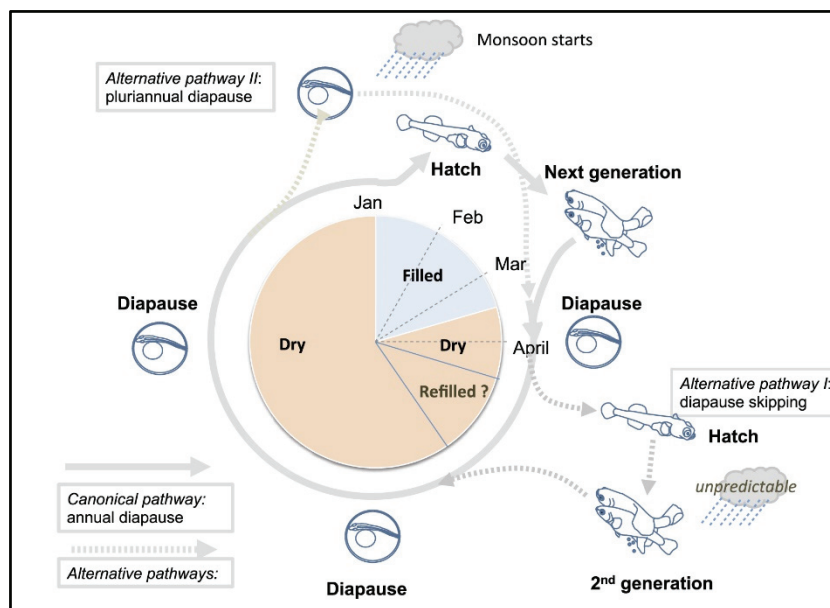 Monsoon starts
Alternative pathway II:
pluriannual diapause
Hatch
Next generation
Jan
Feb
Mar
Filled
Diapause
Diapause
Dry
Dry
April
Refilled ?
Alternative pathway I:
diapause skipping
Hatch
unpredictable
Canonical pathway:
annual diapause
Alternative pathways:
Diapause
2nd generation